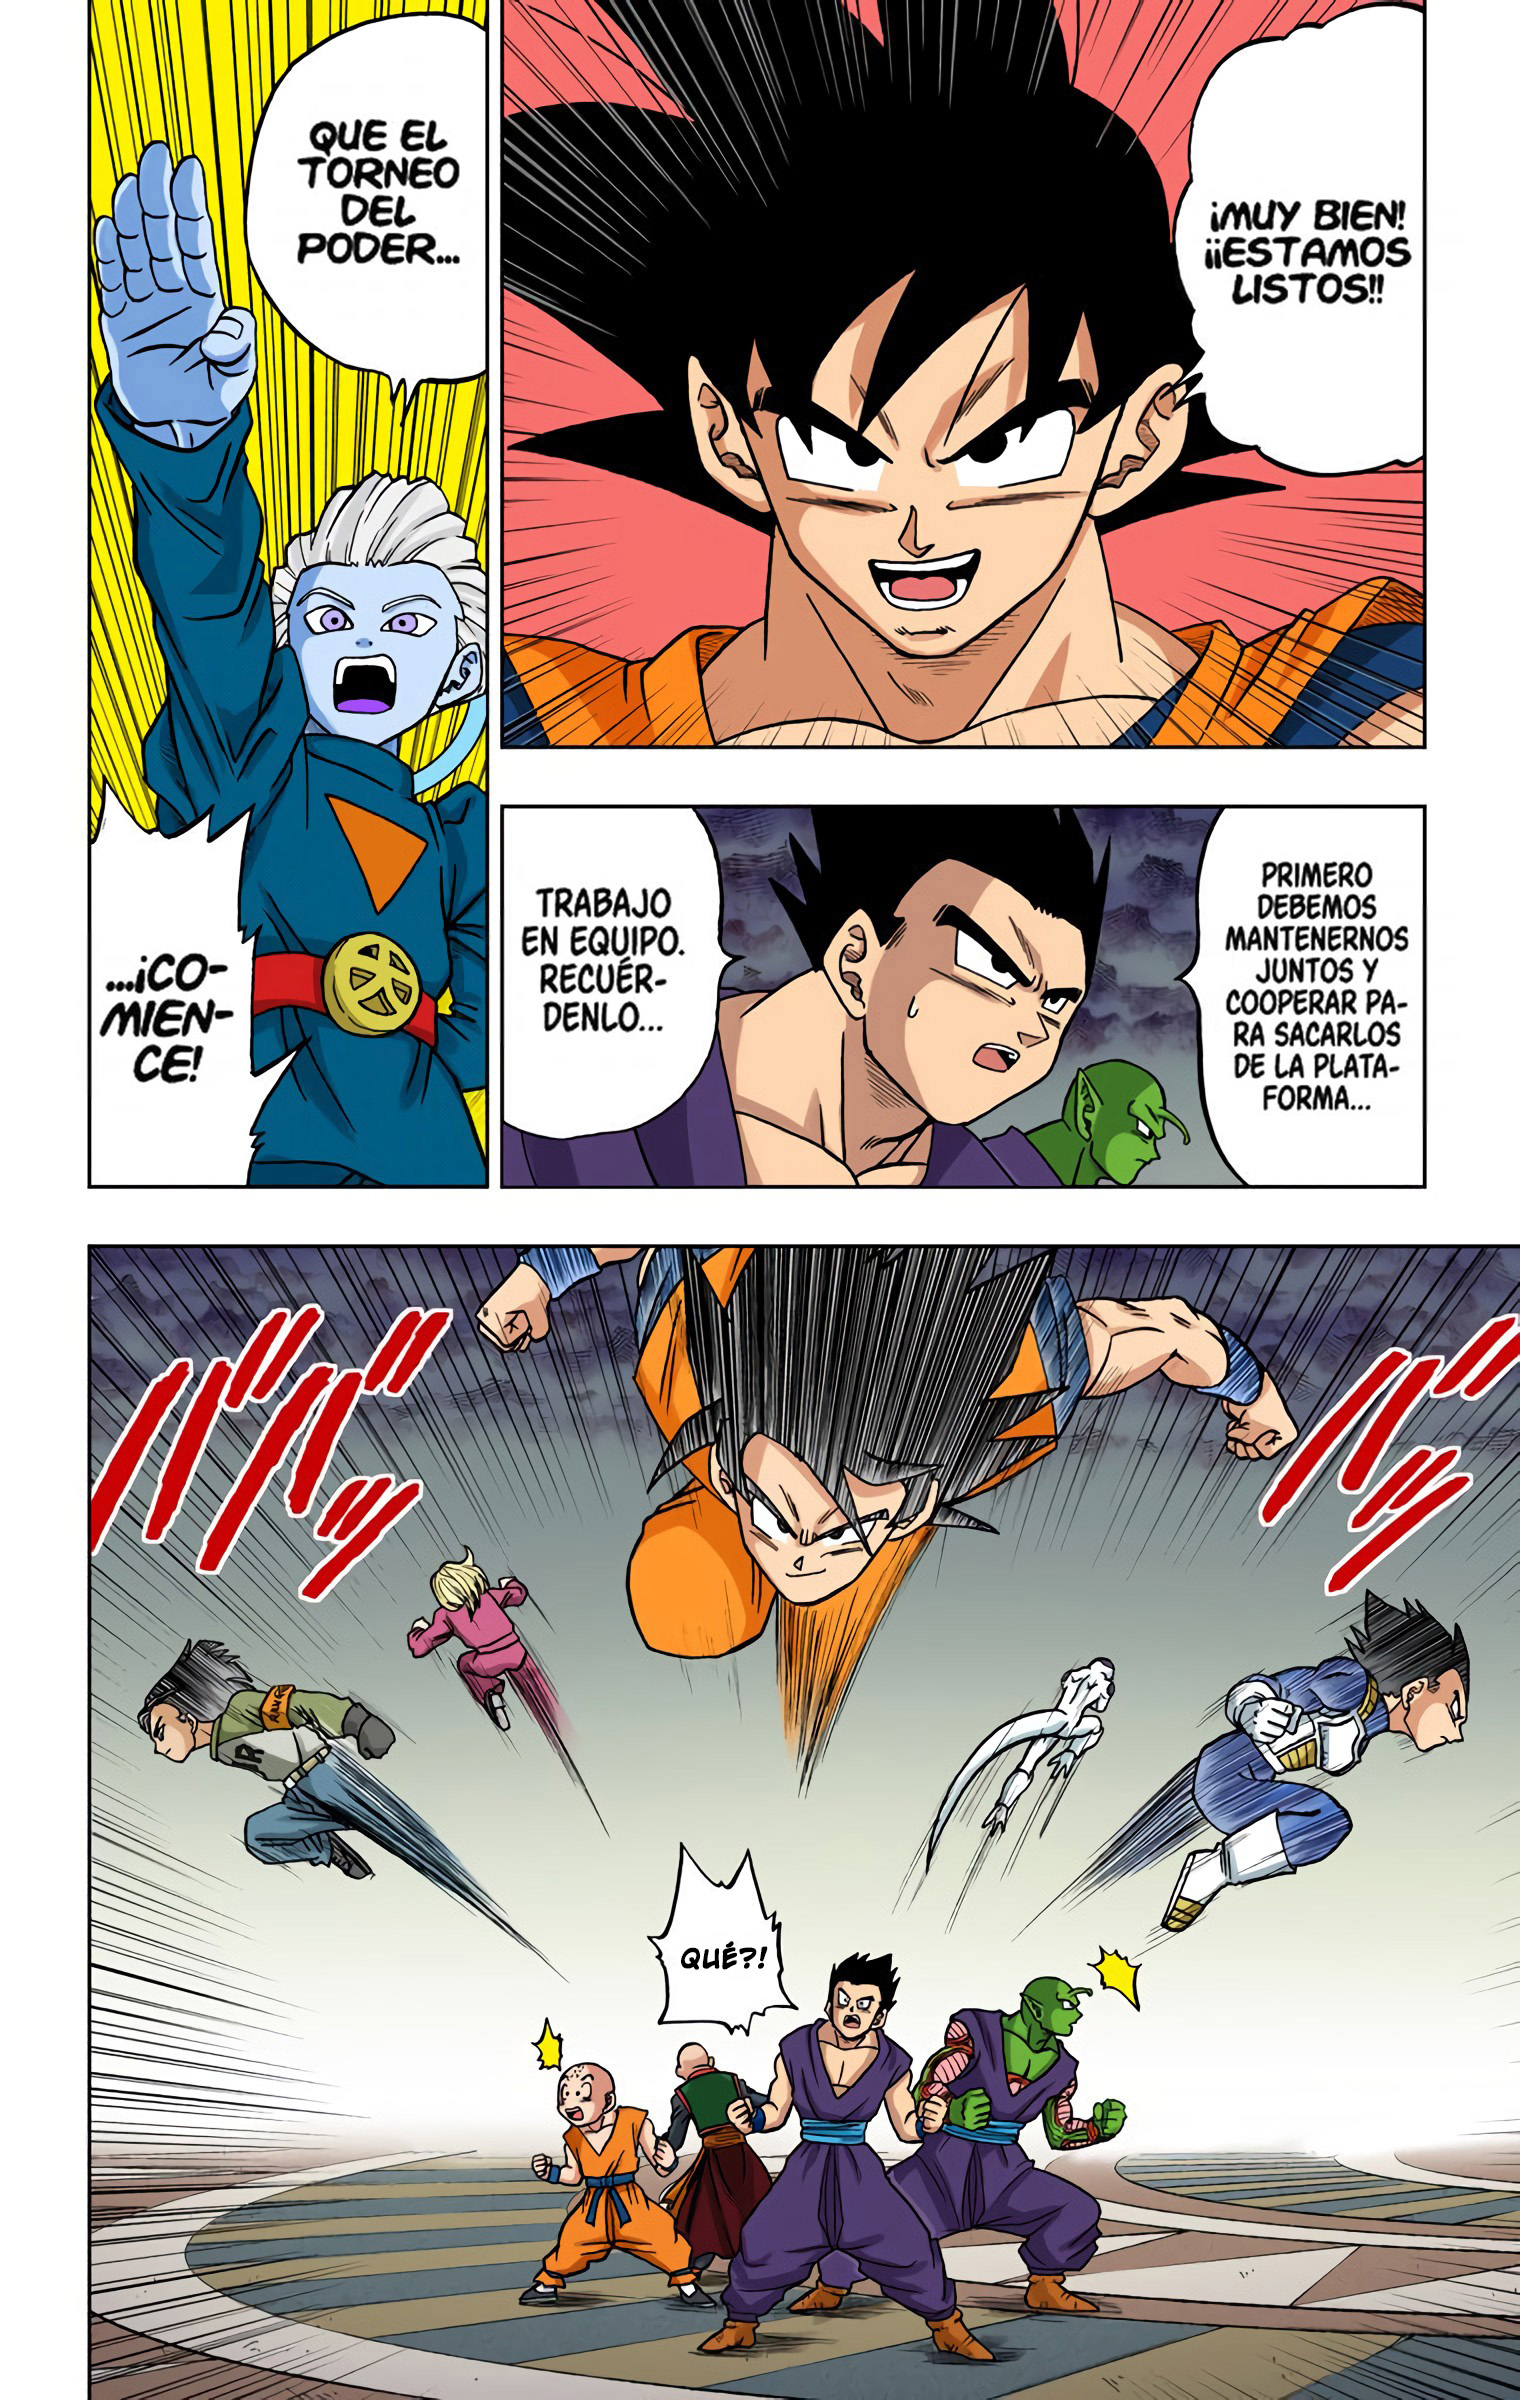 ¡MUY BIEN!
¡¡ESTAMOS
LISTOS!!
QUE EL
TORNEO
DEL
PODER...
...¡CO-
MIEN-
CE!
PRIMERO
DEBEMOS
MANTENERNOS
JUNTOS Y
COOPERAR PA-
RA SACARLOS
DE LA PLATA-
FORMA...
TRABAJO
EN EQUIPO.
RECUÉR-
DENLO...
ババッ
バッ
QUÉ?!